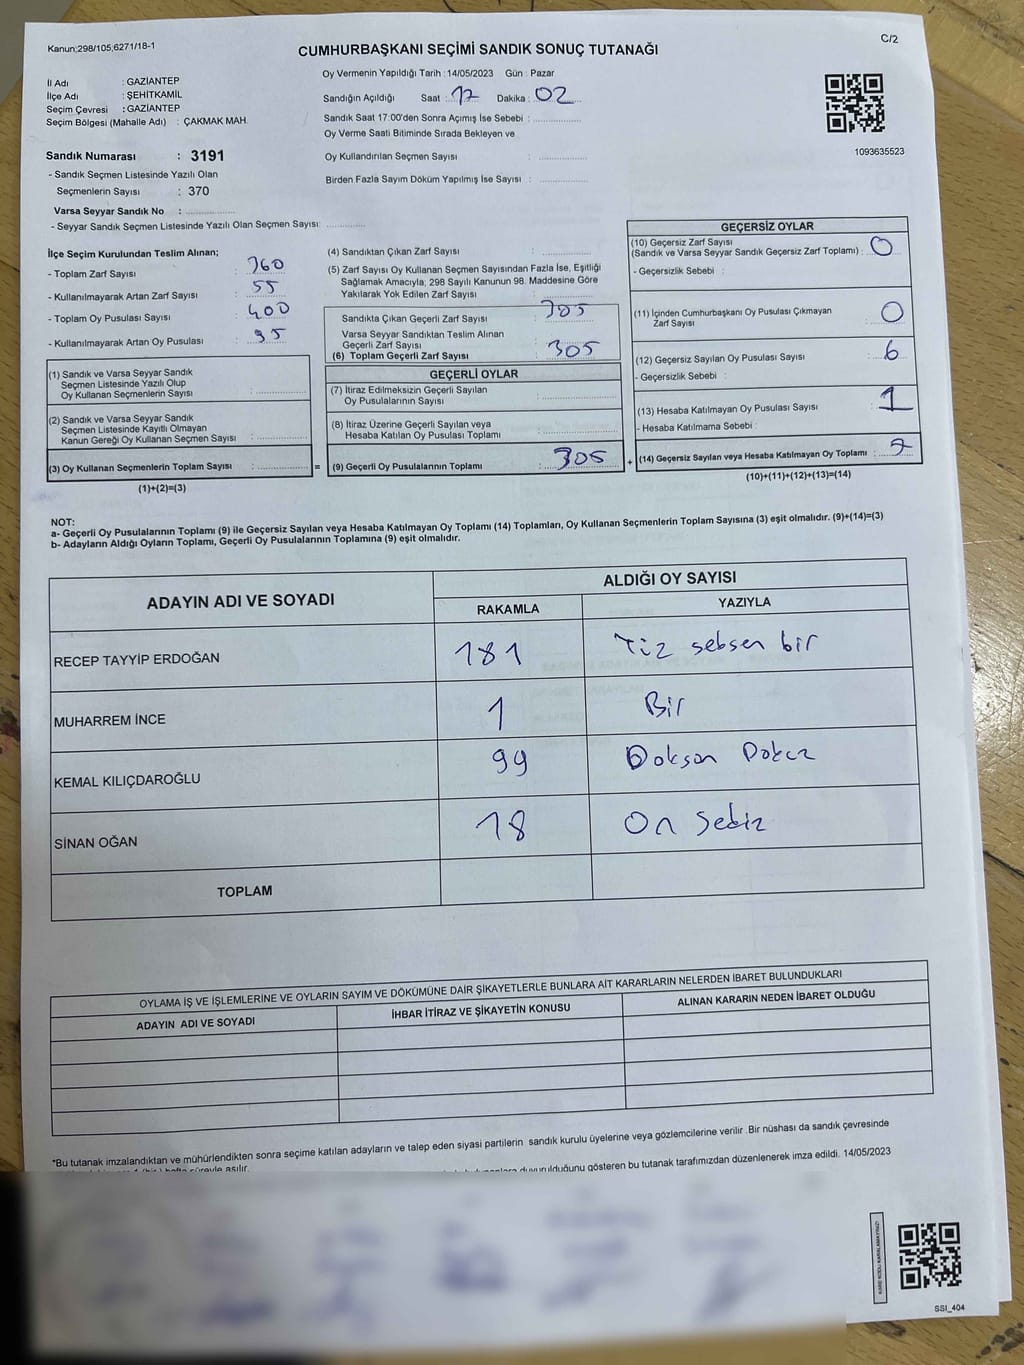 Kanun;298/105;6271/18-1
C/2
CUMHURBAŞKANI SEÇİMİ SANDIK SONUÇ TUTANAĞI
İl Adı : GAZİANTEP
İlçe Adı : ŞEHİTKAMİL
Seçim Çevresi : GAZİANTEP
Seçim Bölgesi (Mahalle Adı) : ÇAKMAK MAH.
Oy Vermenin Yapıldığı Tarih : 14/05/2023 Gün : Pazar
Sandığın Açıldığı Saat : 17 Dakika : 02
Sandık Saat 17:00'den Sonra Açımış İse Sebebi :
Oy Verme Saati Bitiminde Sırada Bekleyen ve
Oy Kullandırılan Seçmen Sayısı :
Birden Fazla Sayım Döküm Yapılmış İse Sayısı :
1093635523
Sandık Numarası : 3191
- Sandık Seçmen Listesinde Yazılı Olan
Seçmenlerin Sayısı : 370
Varsa Seyyar Sandık No :
- Seyyar Sandık Seçmen Listesinde Yazılı Olan Seçmen Sayısı:
İlçe Seçim Kurulundan Teslim Alınan;
- Toplam Zarf Sayısı : 360
- Kullanılmayarak Artan Zarf Sayısı : 55
- Toplam Oy Pusulası Sayısı : 400
- Kullanılmayarak Artan Oy Pusulası : 95
(1) Sandık ve Varsa Seyyar Sandık
Seçmen Listesinde Yazılı Olup
Oy Kullanan Seçmenlerin Sayısı :
(2) Sandık ve Varsa Seyyar Sandık
Seçmen Listesinde Kayıtlı Olmayan
Kanun Gereği Oy Kullanan Seçmen Sayısı :
(3) Oy Kullanan Seçmenlerin Toplam Sayısı : =
(1)+(2)=(3)
(4) Sandıktan Çıkan Zarf Sayısı :
(5) Zarf Sayısı Oy Kullanan Seçmen Sayısından Fazla İse, Eşitliği
Sağlamak Amacıyla, 298 Sayılı Kanunun 98. Maddesine Göre
Yakılarak Yok Edilen Zarf Sayısı :
Sandıkta Çıkan Geçerli Zarf Sayısı : 305
Varsa Seyyar Sandıktan Teslim Alınan
Geçerli Zarf Sayısı :
(6) Toplam Geçerli Zarf Sayısı : 305
GEÇERLİ OYLAR
(7) İtiraz Edilmeksizin Geçerli Sayılan
Oy Pusulalarının Sayısı :
(8) İtiraz Üzerine Geçerli Sayılan veya
Hesaba Katılan Oy Pusulası Toplamı :
(9) Geçerli Oy Pusulalarının Toplamı : 305 +
GEÇERSİZ OYLAR
(10) Geçersiz Zarf Sayısı
(Sandık ve Varsa Seyyar Sandık Geçersiz Zarf Toplamı) : 0
- Geçersizlik Sebebi :
(11) İçinden Cumhurbaşkanı Oy Pusulası Çıkmayan
Zarf Sayısı : 0
(12) Geçersiz Sayılan Oy Pusulası Sayısı : 6
- Geçersizlik Sebebi :
(13) Hesaba Katılmayan Oy Pusulası Sayısı : 1
- Hesaba Katılmama Sebebi :
(14) Geçersiz Sayılan veya Hesaba Katılmayan Oy Toplamı : 7
(10)+(11)+(12)+(13)=(14)
NOT:
a- Geçerli Oy Pusulalarının Toplamı (9) ile Geçersiz Sayılan veya Hesaba Katılmayan Oy Toplamı (14) Toplamları, Oy Kullanan Seçmenlerin Toplam Sayısına (3) eşit olmalıdır. (9)+(14)=(3)
b- Adayların Aldığı Oyların Toplamı, Geçerli Oy Pusulalarının Toplamına (9) eşit olmalıdır.
ADAYIN ADI VE SOYADI
ALDIĞI OY SAYISI
RAKAMLA YAZIYLA
RECEP TAYYİP ERDOĞAN 181 Yüz seksen bir
MUHARREM İNCE 1 Bir
KEMAL KILIÇDAROĞLU 99 Doksan Dokuz
SİNAN OĞAN 18 On Sekiz
TOPLAM
OYLAMA İŞ VE İŞLEMLERİNE VE OYLARIN SAYIM VE DÖKÜMÜNE DAİR ŞİKAYETLERLE BUNLARA AİT KARARLARIN NELERDEN İBARET BULUNDUKLARI
ADAYIN ADI VE SOYADI İHBAR İTİRAZ VE ŞİKAYETİN KONUSU ALINAN KARARIN NEDEN İBARET OLDUĞU
*Bu tutanak imzalandıktan ve mühürlendikten sonra seçime katılan adayların ve talep eden siyasi partilerin sandık kurulu üyelerine veya gözlemcilerine verilir .Bir nüshası da sandık çevresinde
hafta süreyle asılır.
duyurulduğunu gösteren bu tutanak tarafımızdan düzenlenerek imza edildi. 14/05/2023
KARE KODU KARALAMAYINIZ!
SSI_404